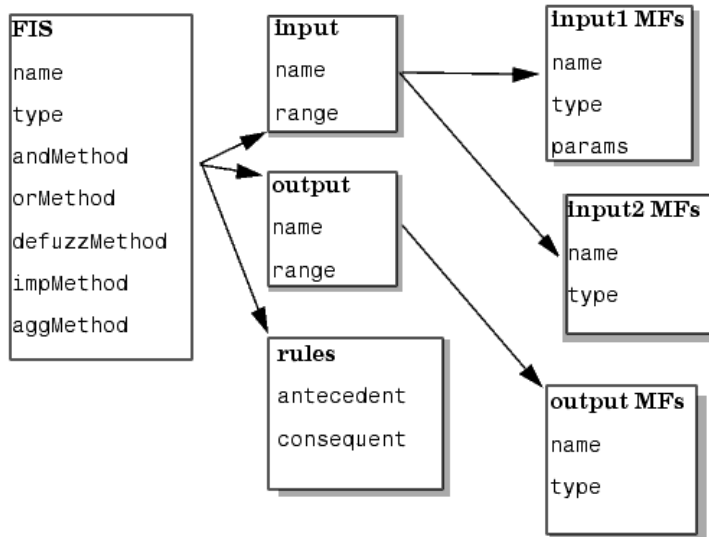 FIS
name
type
andMethod
orMethod
defuzzMethod
impMethod
aggMethod
input
name
range
output
name
range
rules
antecedent
consequent
input1 MFs
name
type
params
input2 MFs
name
type
output MFs
name
type